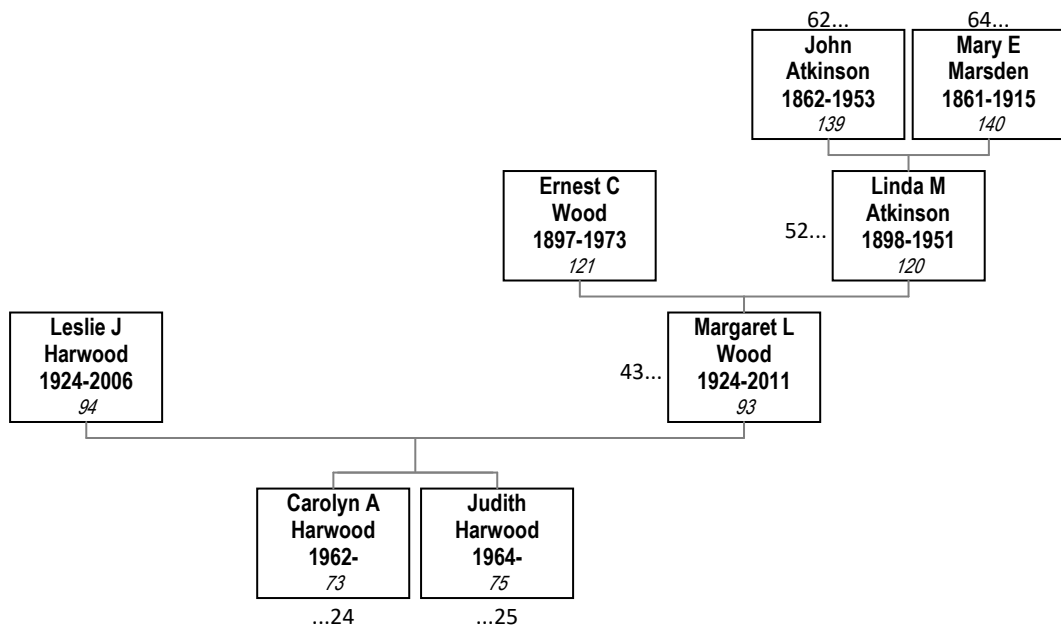 62...
64...
John
Atkinson
1862-1953
139
Mary E
Marsden
1861-1915
140
Ernest C
Wood
1897-1973
121
52...
Linda M
Atkinson
1898-1951
120
Leslie J
Harwood
1924-2006
94
43...
Margaret L
Wood
1924-2011
93
Carolyn A
Harwood
1962-
73
Judith
Harwood
1964-
75
...24
...25